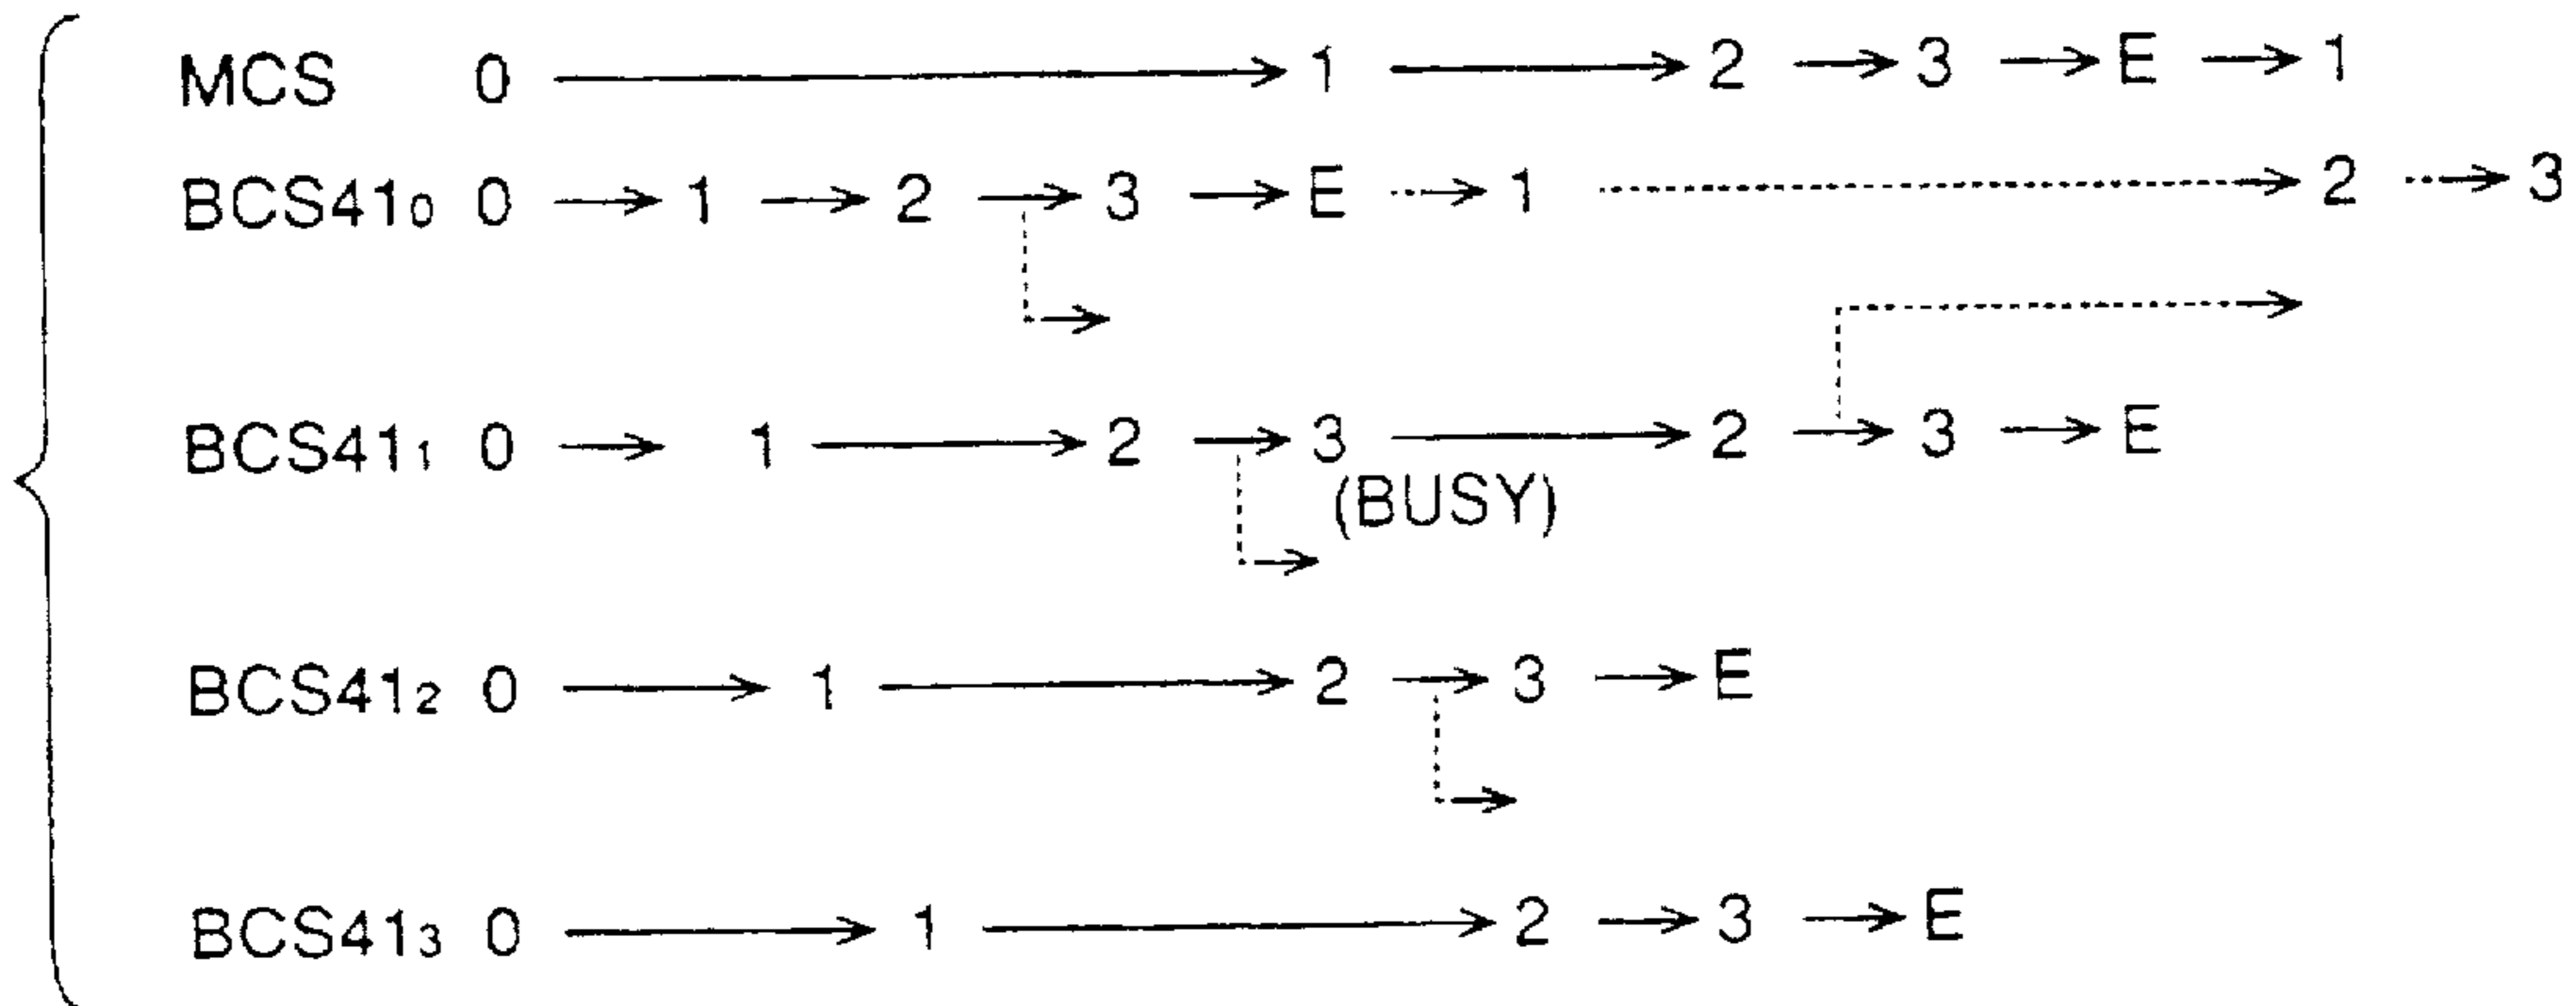 MCS 0 → 1 → 2 → 3 → E → 1
BCS41₀ 0 → 1 → 2 → 3 → E → 1 → 2 → 3
BCS41₁ 0 → 1 → 2 → 3 → 2 → 3 → E
(BUSY)
BCS41₂ 0 → 1 → 2 → 3 → E
BCS41₃ 0 → 1 → 2 → 3 → E